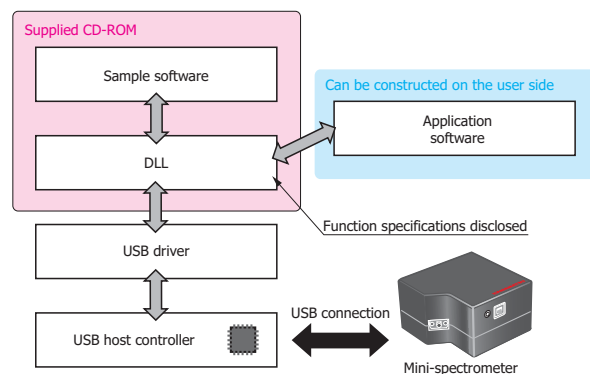 Supplied CD-ROM
Sample software
Can be constructed on the user side
Application
software
DLL
Function specifications disclosed
USB driver
USB connection
USB host controller
Mini-spectrometer